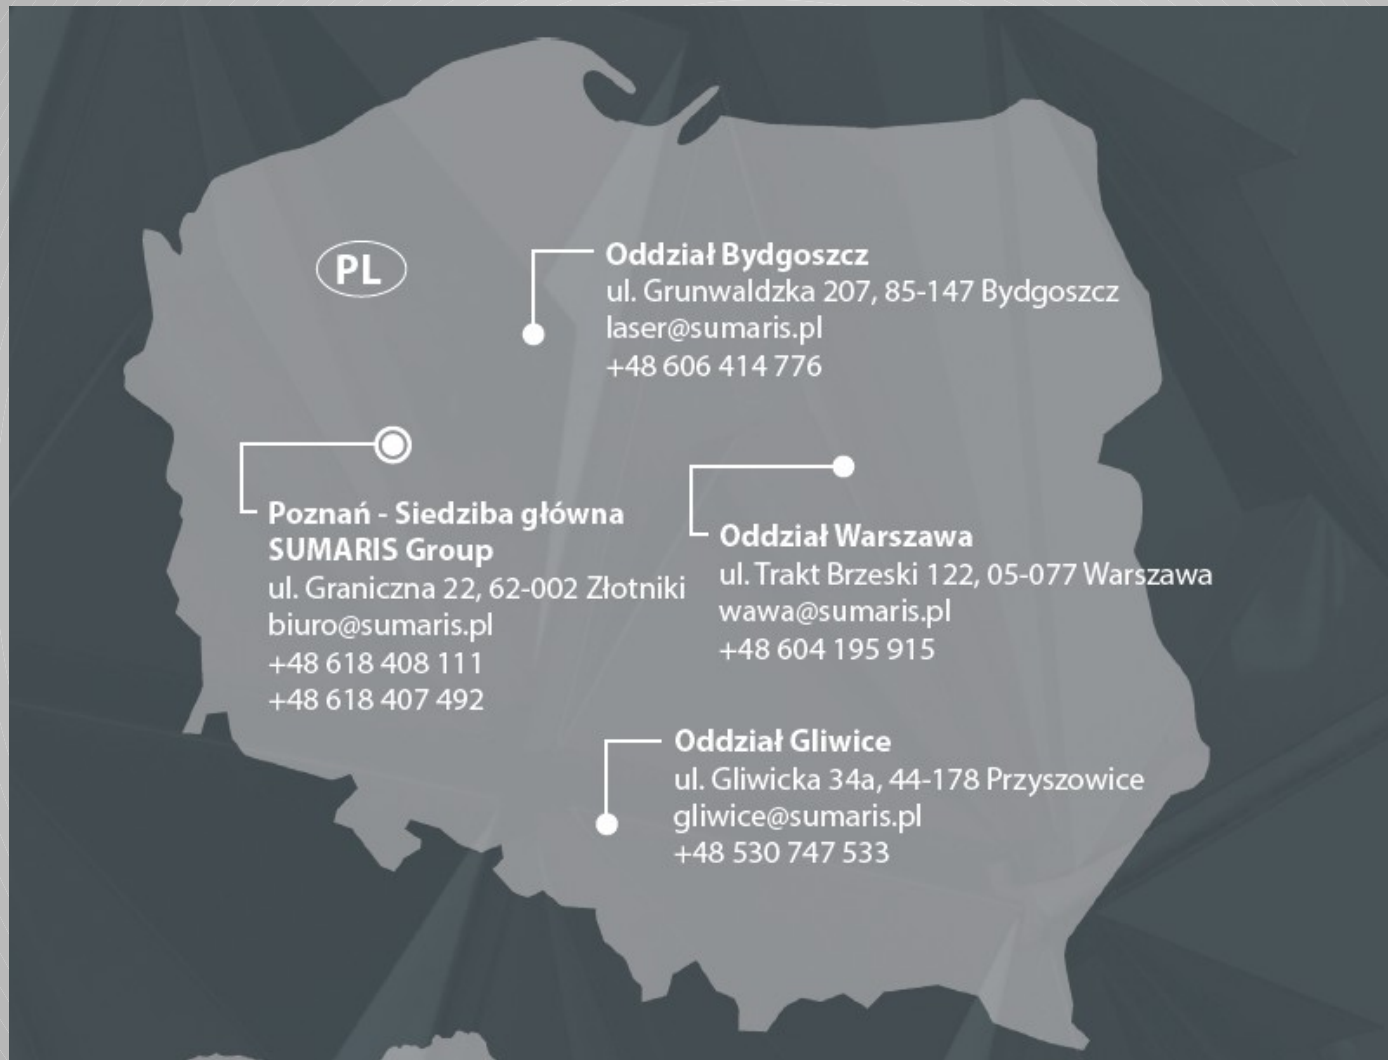 PL
Oddział Bydgoszcz
ul. Grunwaldzka 207, 85-147 Bydgoszcz
laser@sumaris.pl
+48 606 414 776
Poznań - Siedziba główna
SUMARIS Group
ul. Graniczna 22, 62-002 Złotniki
biuro@sumaris.pl
+48 618 408 111
+48 618 407 492
Oddział Warszawa
ul. Trakt Brzeski 122, 05-077 Warszawa
wawa@sumaris.pl
+48 604 195 915
Oddział Gliwice
ul. Gliwicka 34a, 44-178 Przyszowice
gliwice@sumaris.pl
+48 530 747 533